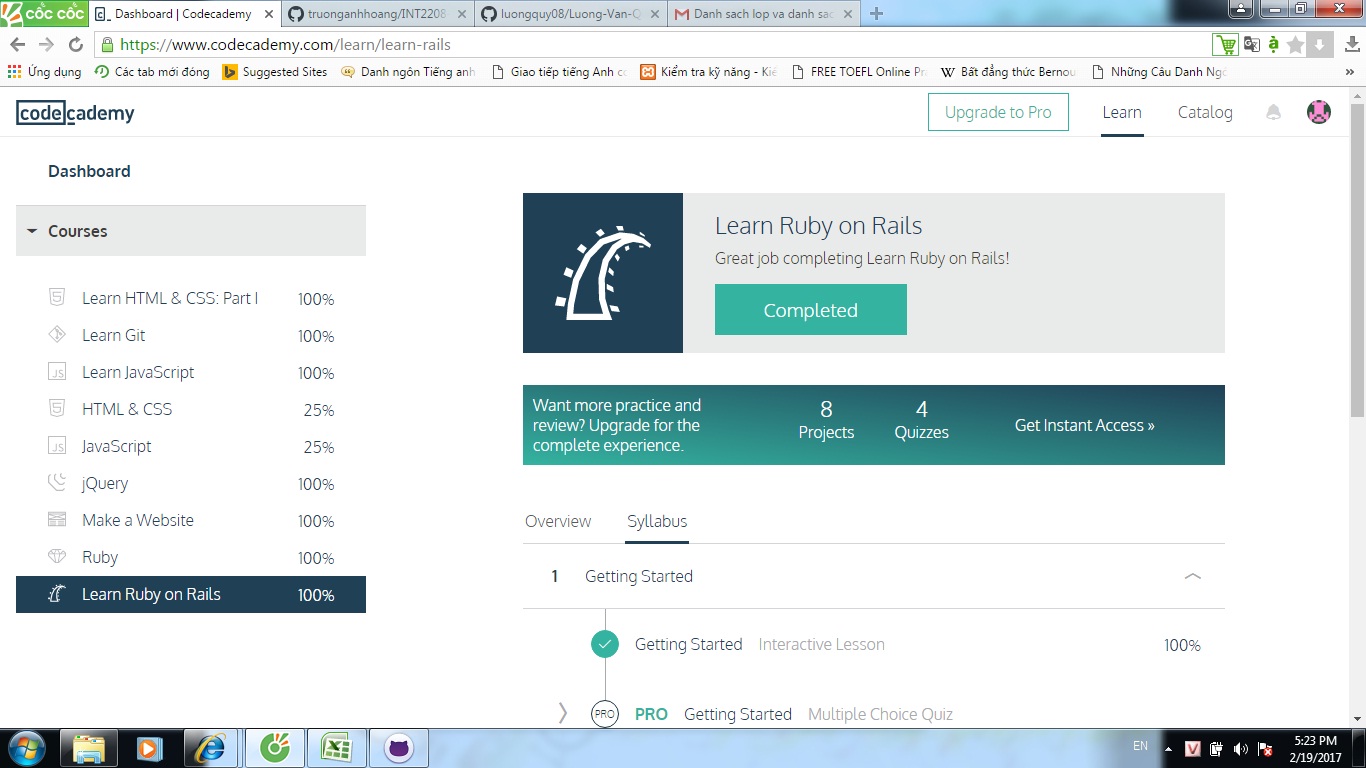 CỐC CỐC
Dashboard | Codecademy
truonganhhoang/INT2208
luongquy08/Luong-Van-Q
Danh sach lop va danh sac
https://www.codecademy.com/learn/learn-rails
Ứng dụng
Các tab mới đóng
Suggested Sites
Danh ngôn Tiếng anh
Giao tiếp tiếng Anh cơ
Kiểm tra kỹ năng - Kiể
FREE TOEFL Online Pra
Bất đẳng thức Bernou
Những Câu Danh Ngô
»
codecademy
Upgrade to Pro
Learn
Catalog
Dashboard
Courses
Learn HTML & CSS: Part I 100%
Learn Git 100%
JS Learn JavaScript 100%
HTML & CSS 25%
JS JavaScript 25%
jQuery 100%
Make a Website 100%
Ruby 100%
Learn Ruby on Rails 100%
Learn Ruby on Rails
Great job completing Learn Ruby on Rails!
Completed
Want more practice and
review? Upgrade for the
complete experience.
8
Projects
4
Quizzes
Get Instant Access »
Overview
Syllabus
1 Getting Started
Getting Started Interactive Lesson 100%
PRO PRO Getting Started Multiple Choice Quiz
EN
5:23 PM
2/19/2017